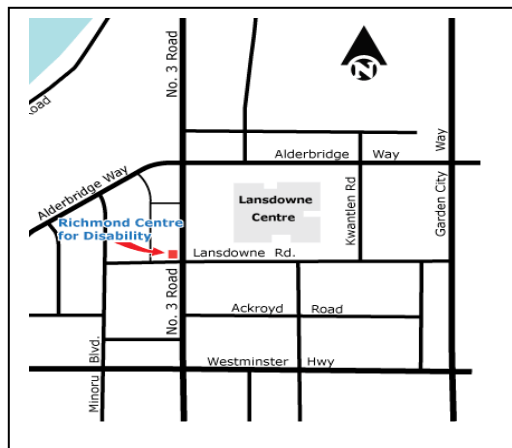 No. 3 Road
N
Road
Alderbridge Way
Way
Alderbridge Way
Kwantlen Rd
Garden City
Lansdowne
Centre
Richmond Centre
for Disability
Lansdowne Rd.
No. 3 Road
Ackroyd Road
Minoru Blvd.
Westminster Hwy